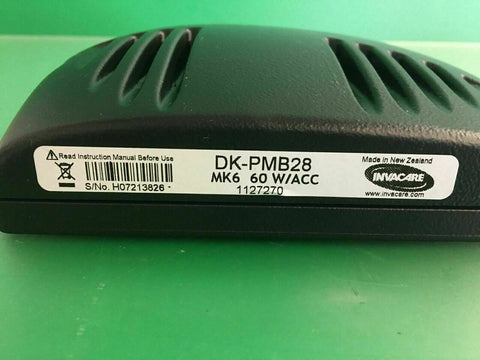 Read Instruction Manual Before Use
S/No. H07213826 *
DK-PMB28
MK6 60 W/ACC
1127270
Made in New Zealand
INVACARE
www.invacare.com